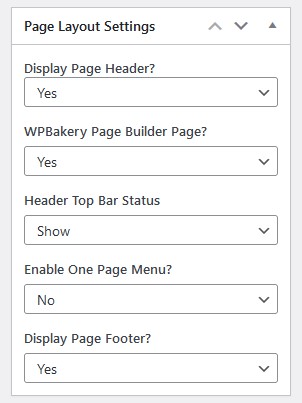 Page Layout Settings
Display Page Header?
Yes
WPBakery Page Builder Page?
Yes
Header Top Bar Status
Show
Enable One Page Menu?
No
Display Page Footer?
Yes